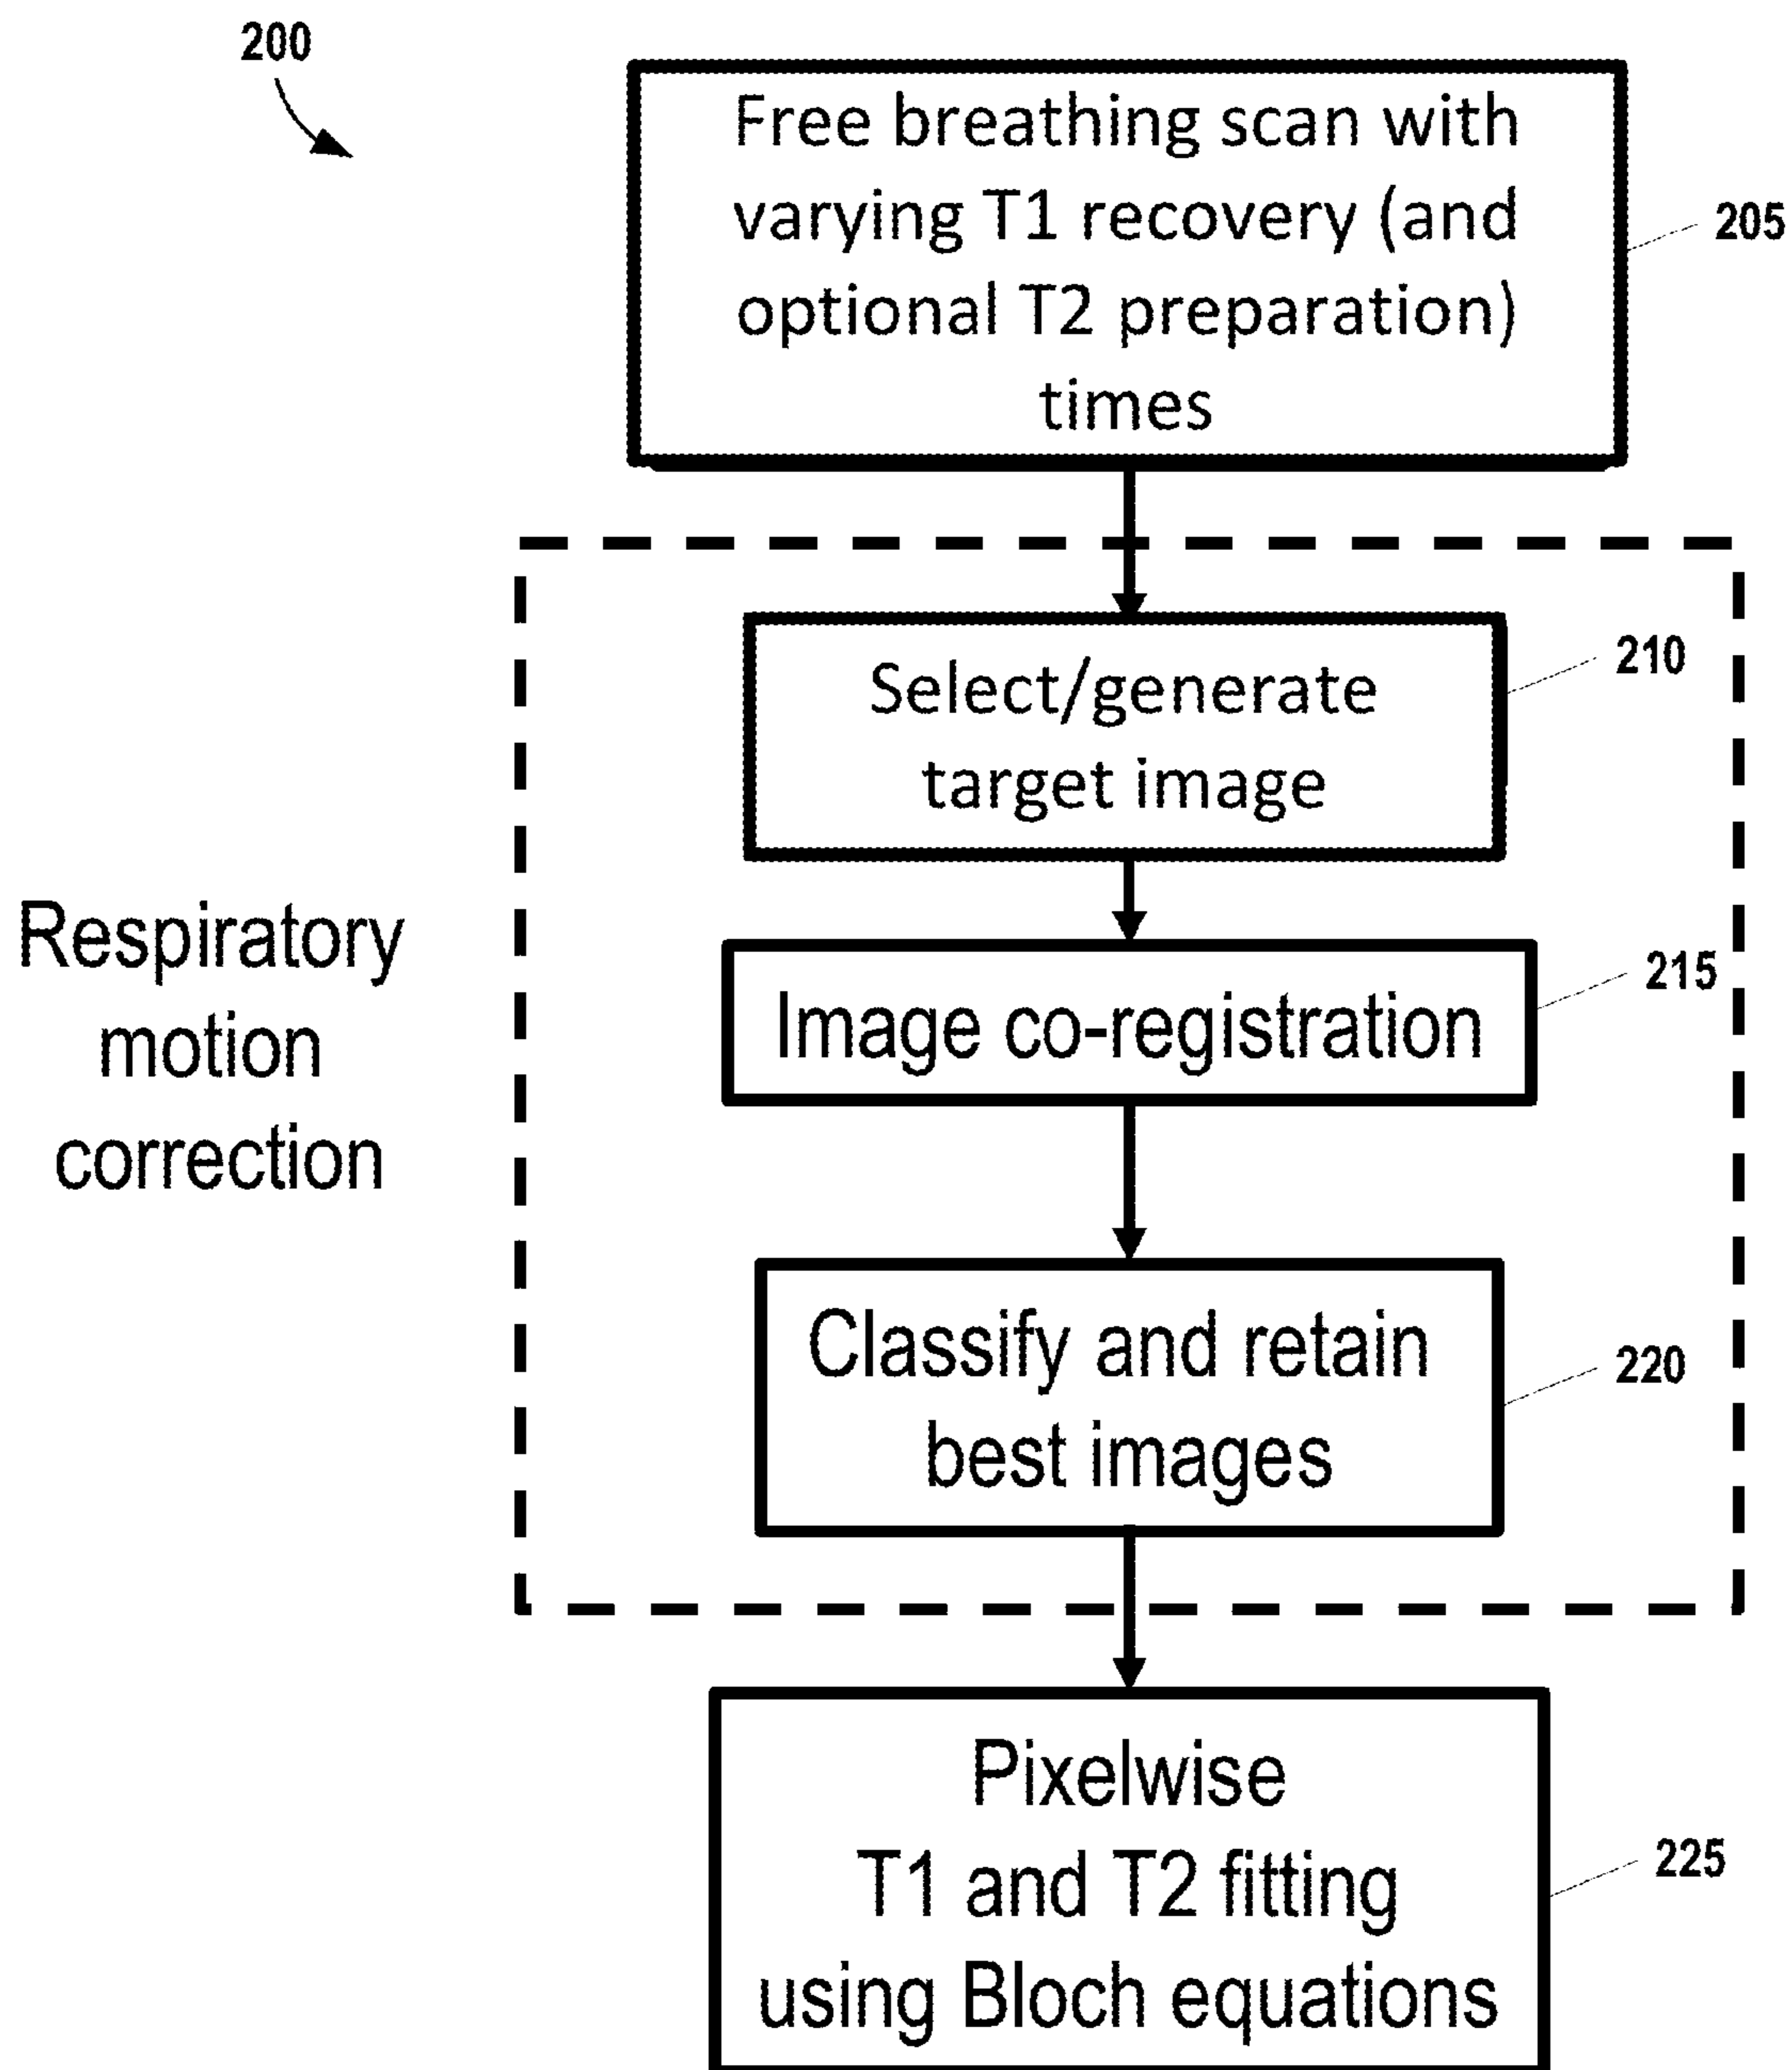 200
Free breathing scan with
varying T1 recovery (and
optional T2 preparation)
times
205
Select/generate
target image
210
Respiratory
motion
correction
Image co-registration
215
Classify and retain
best images
220
Pixelwise
T1 and T2 fitting
using Bloch equations
225